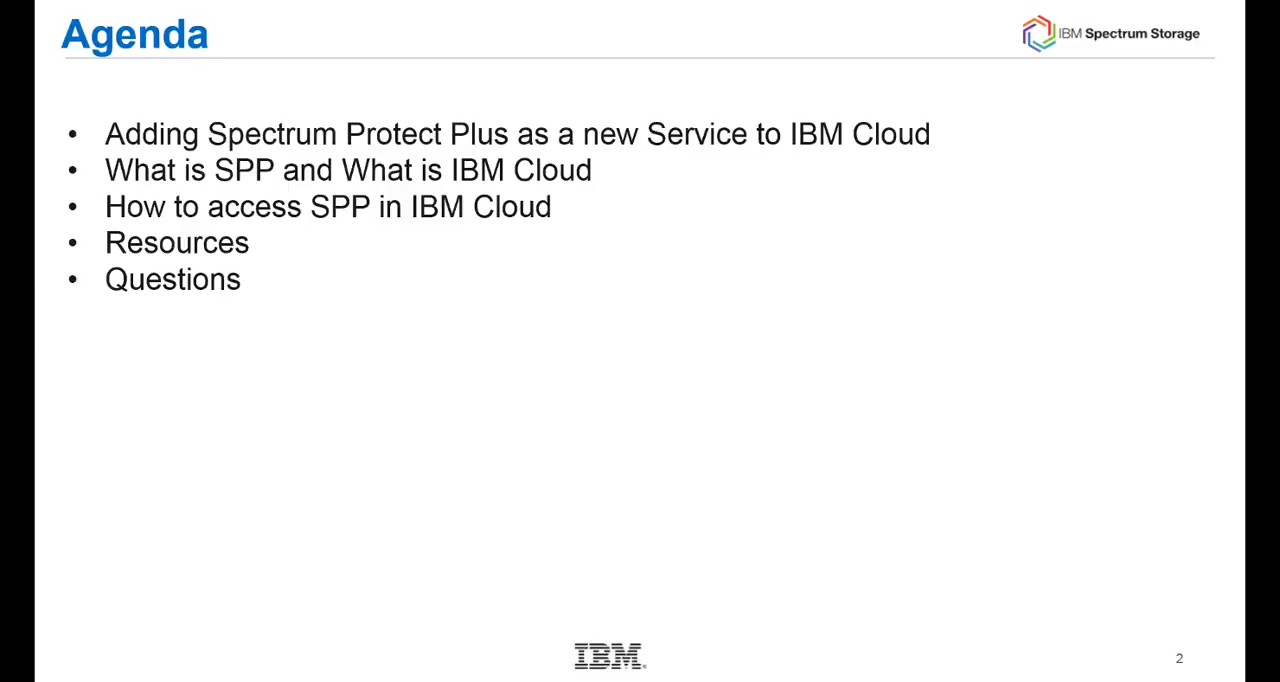 Agenda
IBM Spectrum Storage
• Adding Spectrum Protect Plus as a new Service to IBM Cloud
• What is SPP and What is IBM Cloud
• How to access SPP in IBM Cloud
• Resources
• Questions
IBM®
2